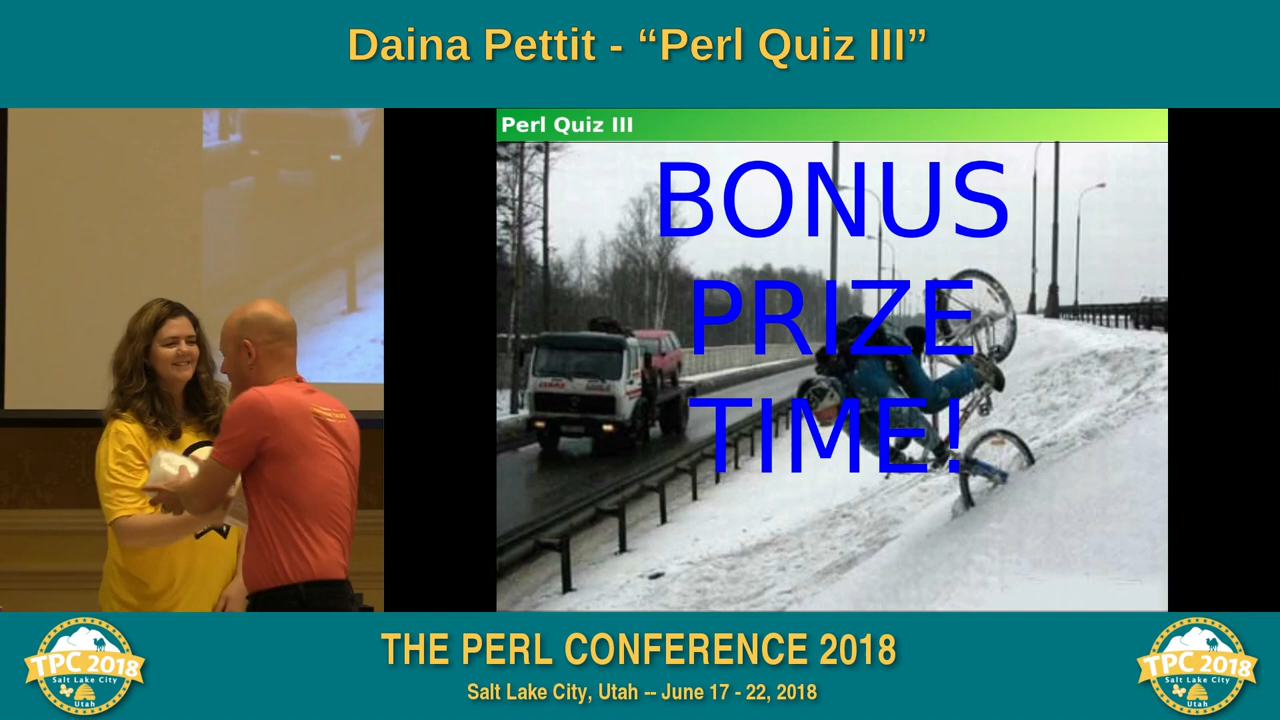 Daina Pettit - “Perl Quiz III”
Perl Quiz III
BONUS
PRIZE
TIME!
THE PERL CONFERENCE 2018
Salt Lake City, Utah -- June 17 - 22, 2018
TPC 2018
Salt Lake City
Utah
TPC 2018
Salt Lake City
Utah